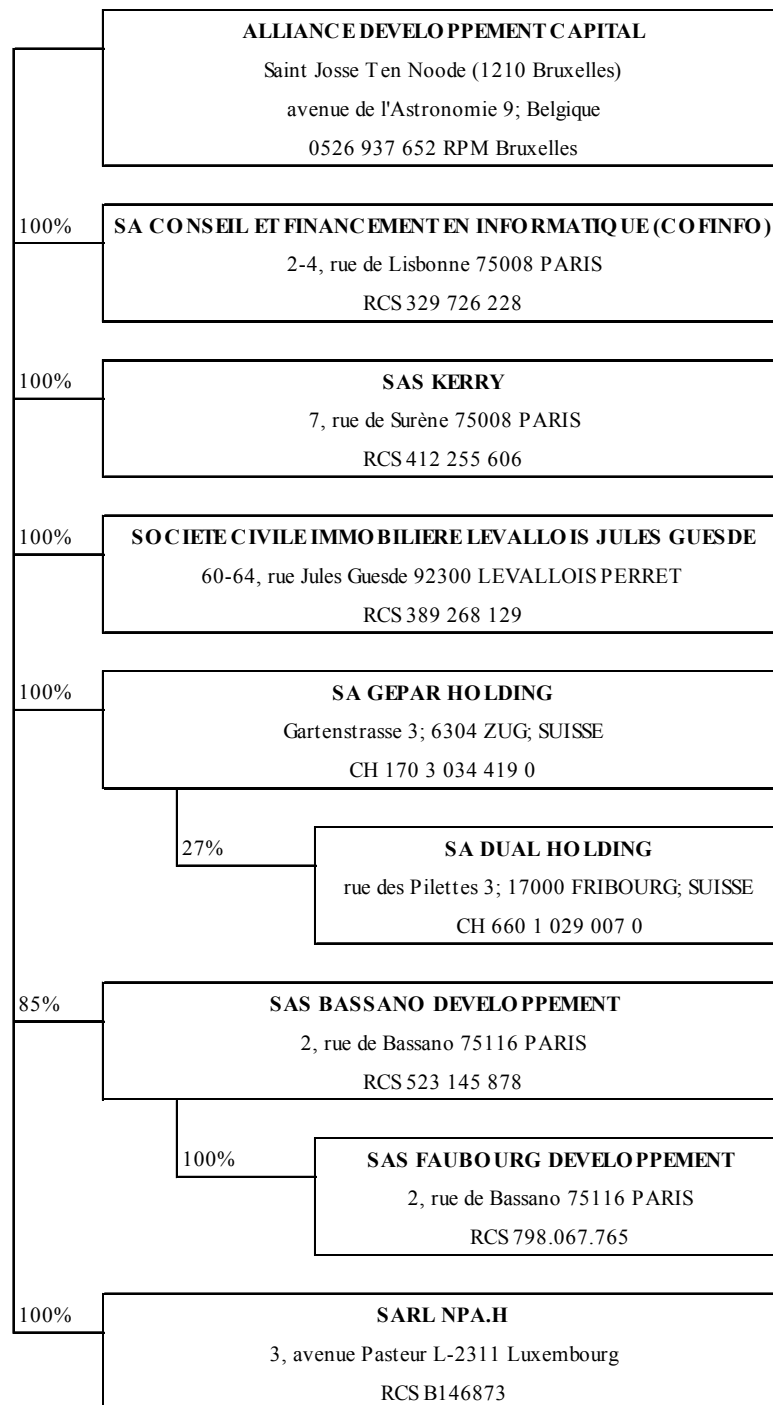 ALLIANCE DEVELOPPEMENT CAPITAL
Saint Josse Ten Noode (1210 Bruxelles)
avenue de l'Astronomie 9; Belgique
0526 937 652 RPM Bruxelles
100%
SA CONSEIL ET FINANCEMENT EN INFORMATIQUE (COFINFO)
2-4, rue de Lisbonne 75008 PARIS
RCS 329 726 228
100%
SAS KERRY
7, rue de Surène 75008 PARIS
RCS 412 255 606
100%
SOCIETE CIVILE IMMOBILIERE LEVALLOIS JULES GUESDE
60-64, rue Jules Guesde 92300 LEVALLOIS PERRET
RCS 389 268 129
100%
SA GEPAR HOLDING
Gartenstrasse 3; 6304 ZUG; SUISSE
CH 170 3 034 419 0
27%
SA DUAL HOLDING
rue des Pilettes 3; 17000 FRIBOURG; SUISSE
CH 660 1 029 007 0
85%
SAS BASSANO DEVELOPPEMENT
2, rue de Bassano 75116 PARIS
RCS 523 145 878
100%
SAS FAUBOURG DEVELOPPEMENT
2, rue de Bassano 75116 PARIS
RCS 798.067.765
100%
SARL NPA.H
3, avenue Pasteur L-2311 Luxembourg
RCS B146873